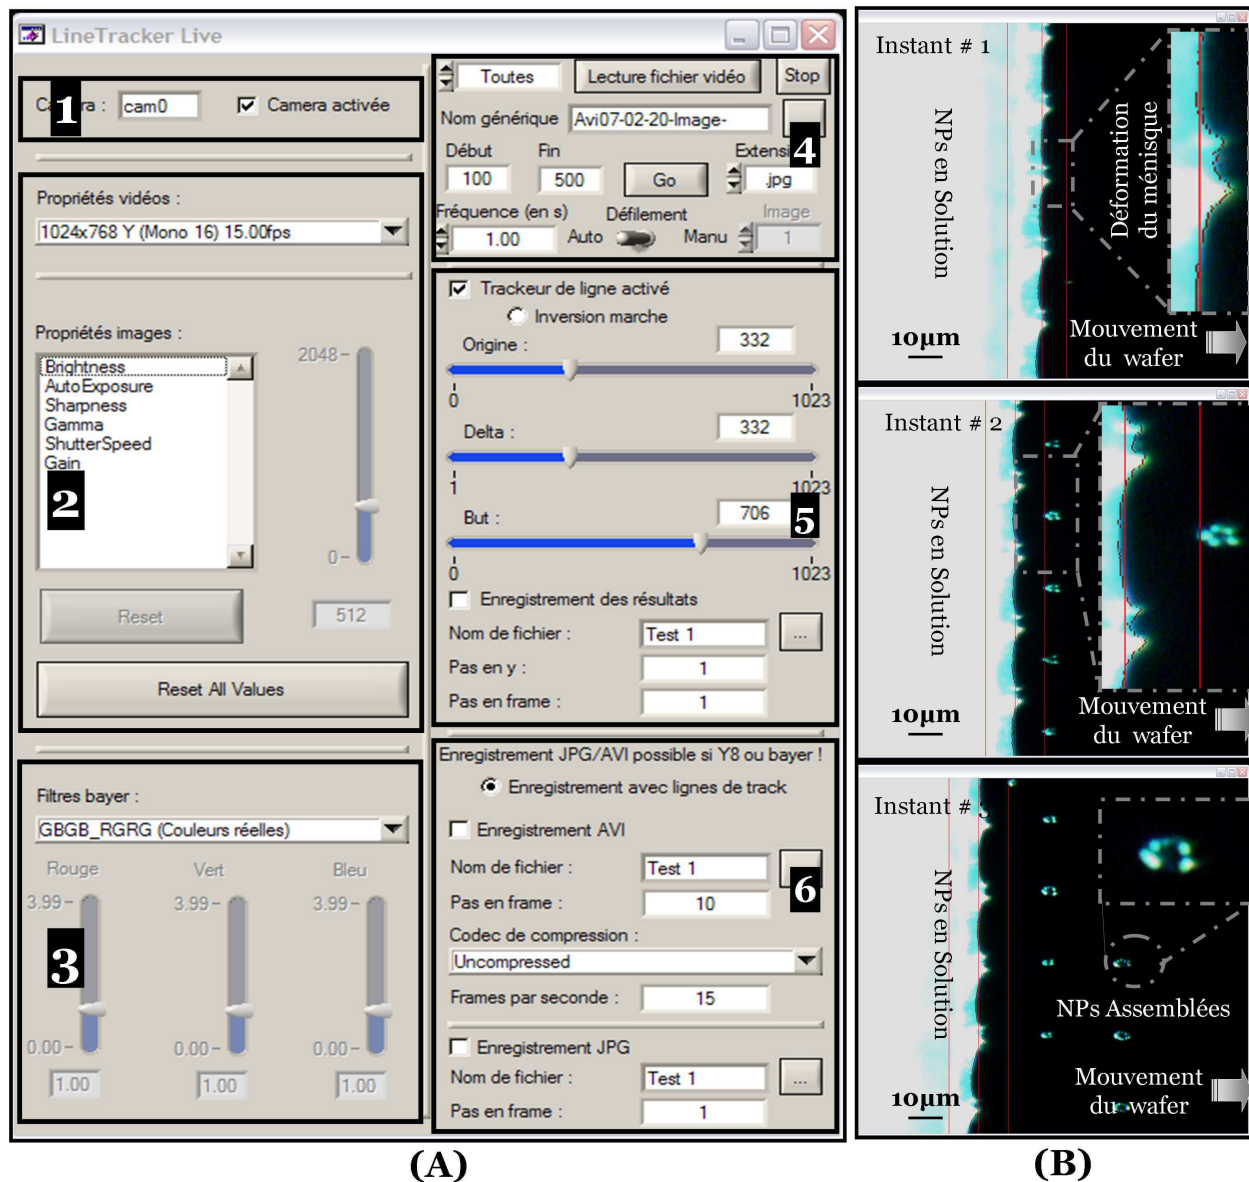 LineTracker Live
1
Caméra :
cam0
Camera activée
Propriétés vidéos :
1024x768 Y (Mono 16) 15.00fps
Propriétés images :
Brightness
AutoExposure
Sharpness
Gamma
ShutterSpeed
Gain
2
2048
0
Reset
512
Reset All Values
Filtres bayer :
GBGB_RGRG (Couleurs réelles)
Rouge Vert Bleu
3.99 3.99 3.99
3
0.00 0.00 0.00
1.00 1.00 1.00
Toutes Lecture fichier vidéo Stop
Nom générique Avi07-02-20-Image-
4
Début Fin
100 500 Go .jpg
Fréquence (en s) Défilement Image
1.00 Auto Manu 1
Trackeur de ligne activé
Inversion marche
Origine : 332
0 1023
Delta : 332
1 1023
But : 706
5
0 1023
Enregistrement des résultats
Nom de fichier : Test 1 ...
Pas en y : 1
Pas en frame : 1
Enregistrement JPG/AVI possible si Y8 ou bayer !
Enregistrement avec lignes de track
Enregistrement AVI
Nom de fichier : Test 1
6
Pas en frame : 10
Codec de compression :
Uncompressed
Frames par seconde : 15
Enregistrement JPG
Nom de fichier : Test 1 ...
Pas en frame : 1
(A)
Instant # 1
NPs en Solution
Déformation
du ménisque
10µm
Mouvement
du wafer
Instant # 2
NPs en Solution
10µm
Mouvement
du wafer
Instant # 3
NPs en Solution
NPs Assemblées
10µm
Mouvement
du wafer
(B)